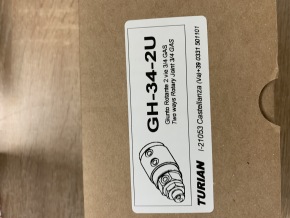 GH-34-2U
Giunto Rotante 2 vie 3/4 GAS
Two ways Rotary Joint 3/4 GAS
TURIAN
I-21053 Castellanza (Va)+39 0331 501101